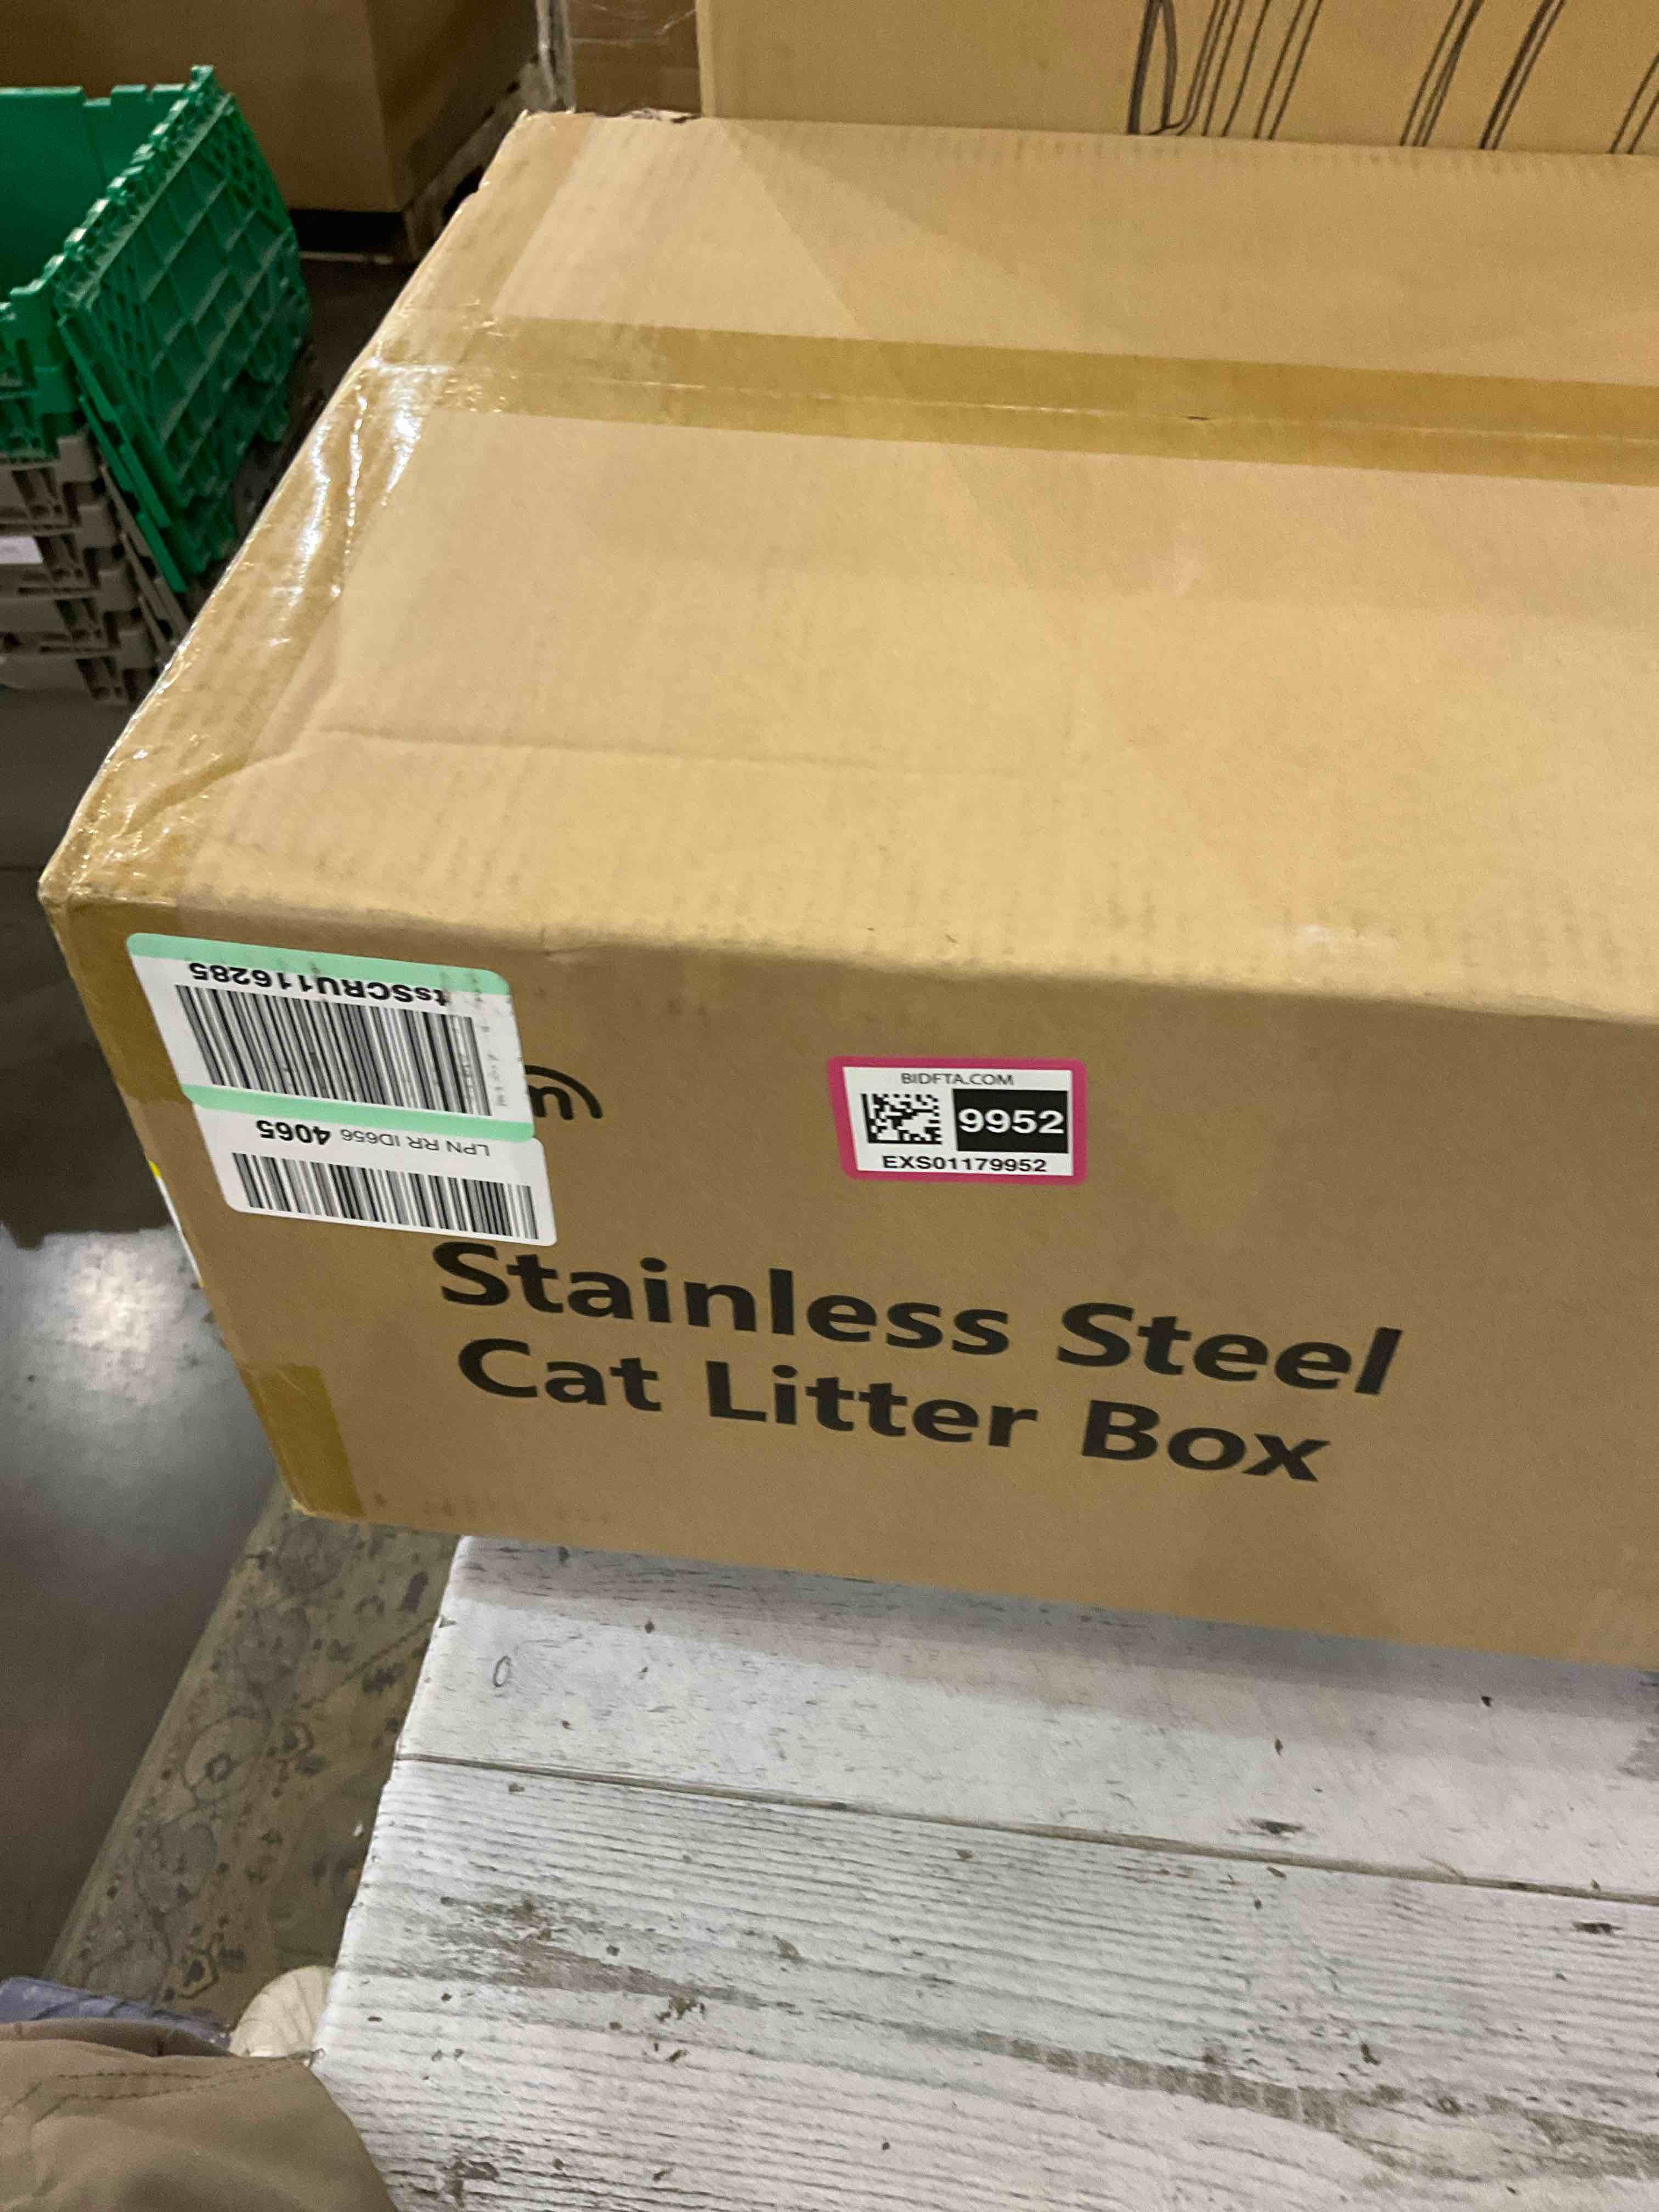 tsSCRU116285
LPN RR ID656 4065
BIDFTA.COM
9952
EXS01179952
Stainless Steel
Cat Litter Box